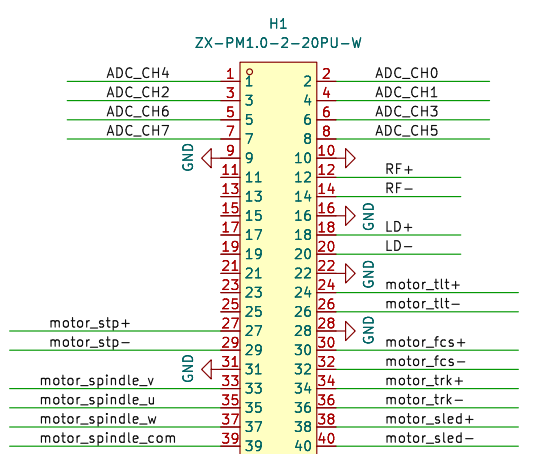 H1
ZX-PM1.0-2-20PU-W
ADC_CH4 1 1 2 2 ADC_CH0
ADC_CH2 3 3 4 4 ADC_CH1
ADC_CH6 5 5 6 6 ADC_CH3
ADC_CH7 7 7 8 8 ADC_CH5
GND 9 9 10 10
11 11 12 12 RF+
13 13 14 14 RF-
15 15 16 16 GND
17 17 18 18 LD+
19 19 20 20 LD-
21 21 22 22 GND
23 23 24 24 motor_tlt+
25 25 26 26 motor_tlt-
motor_stp+ 27 27 28 28 GND
motor_stp- 29 29 30 30 motor_fcs+
GND 31 31 32 32 motor_fcs-
motor_spindle_v 33 33 34 34 motor_trk+
motor_spindle_u 35 35 36 36 motor_trk-
motor_spindle_w 37 37 38 38 motor_sled+
motor_spindle_com 39 39 40 40 motor_sled-